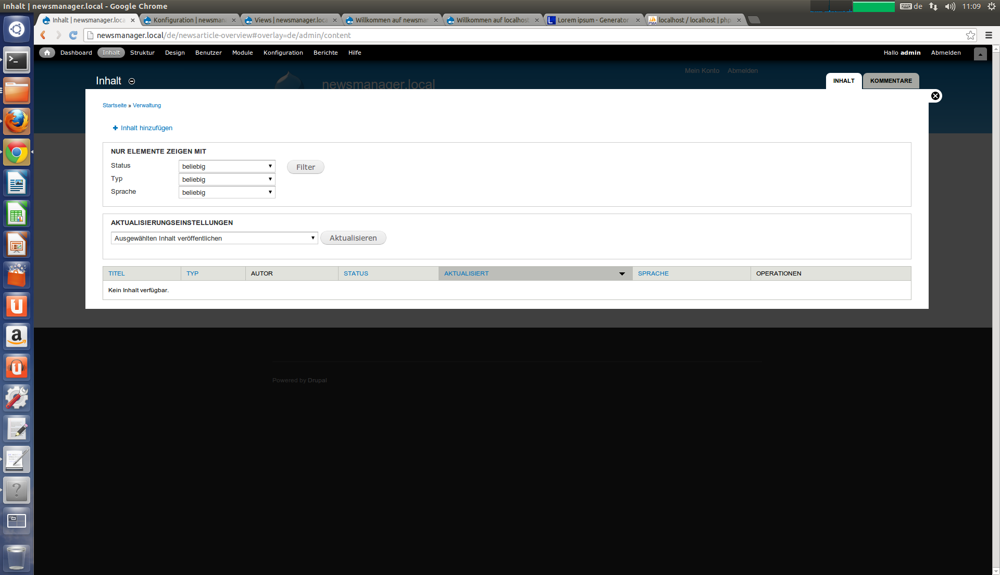 Inhalt | newsmanager.local - Google Chrome
de 11:09
Inhalt | newsmanager.loca
Konfiguration | newsman
Views | newsmanager.loca
Willkommen auf newsman
Willkommen auf localhost
Lorem ipsum - Generator
localhost / localhost | php
newsmanager.local/de/newsarticle-overview#overlay=de/admin/content
Dashboard Inhalt Struktur Design Benutzer Module Konfiguration Berichte Hilfe
Hallo admin Abmelden
Mein Konto Abmelden
newsmanager.local
Inhalt
INHALT KOMMENTARE
Startseite » Verwaltung
Inhalt hinzufügen
NUR ELEMENTE ZEIGEN MIT
Status beliebig Filter
Typ beliebig
Sprache beliebig
AKTUALISIERUNGSEINSTELLUNGEN
Ausgewählten Inhalt veröffentlichen Aktualisieren
TITEL TYP AUTOR STATUS AKTUALISIERT SPRACHE OPERATIONEN
Kein Inhalt verfügbar.
Powered by Drupal